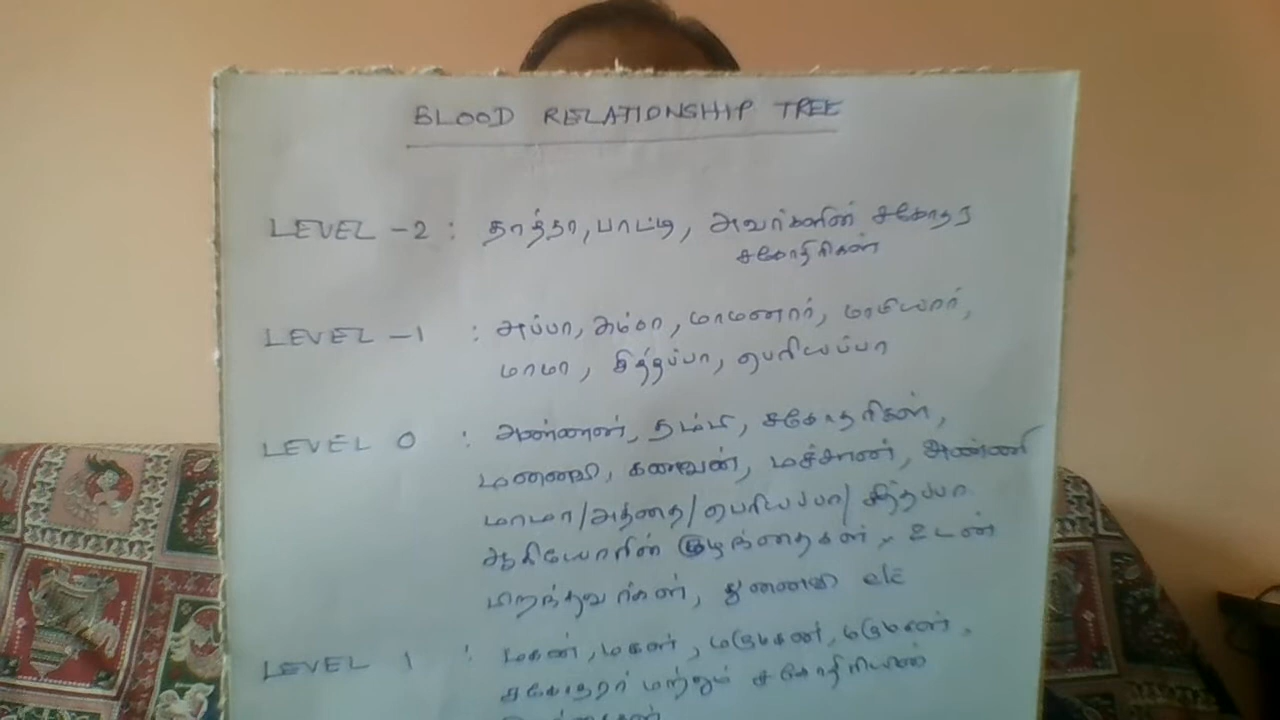 BLOOD RELATIONSHIP TREE
LEVEL -2 : தாத்தா, பாட்டி, அவர்களின் சகோதர
சகோதிரிகள்
LEVEL -1 : அப்பா, அம்மா, மாமனார், மாமியார்,
மாமா, சித்தப்பா, பெரியப்பா
LEVEL 0 : அண்ணன், தம்பி, சகோதரிகள்,
மனைவி, கணவன், மச்சான், அண்ணி
மாமா/அத்தை/பெரியப்பா/சித்தப்பா
ஆகியோரின் குழந்தைகள், உடன்
பிறந்தவர்கள், etc
LEVEL 1 : மகன், மகள், மருமகன், மருமகள்,
சகோதரர் மற்றும் சகோதிரியின்